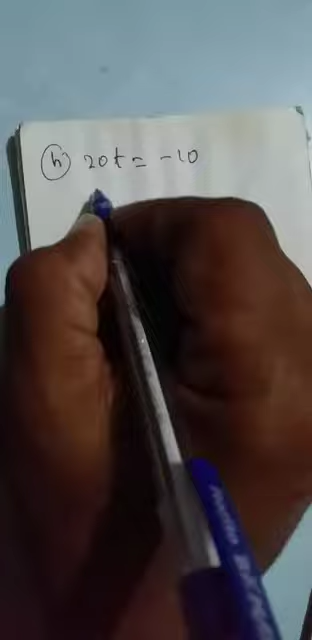 (h) 20t = -10